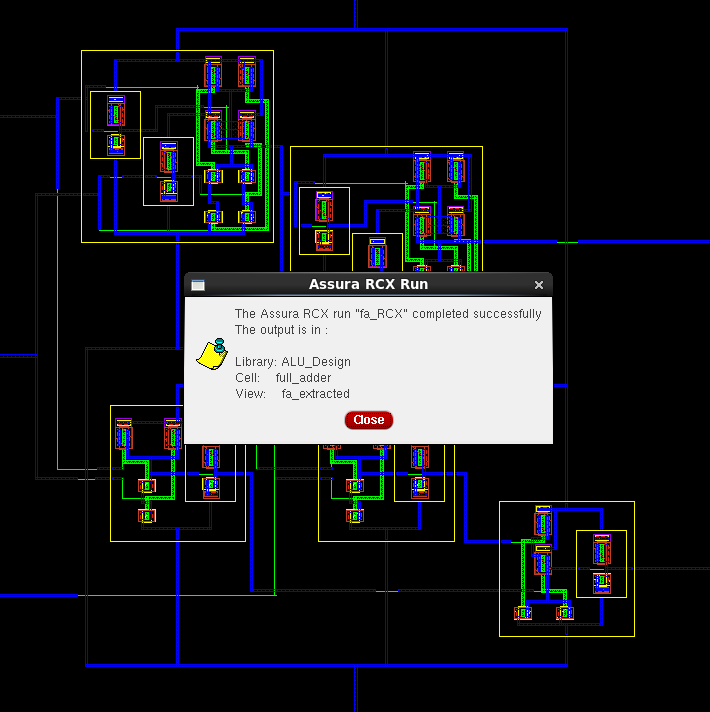 Assura RCX Run
The Assura RCX run "fa_RCX" completed successfully
The output is in :
Library: ALU_Design
Cell: full_adder
View: fa_extracted
Close